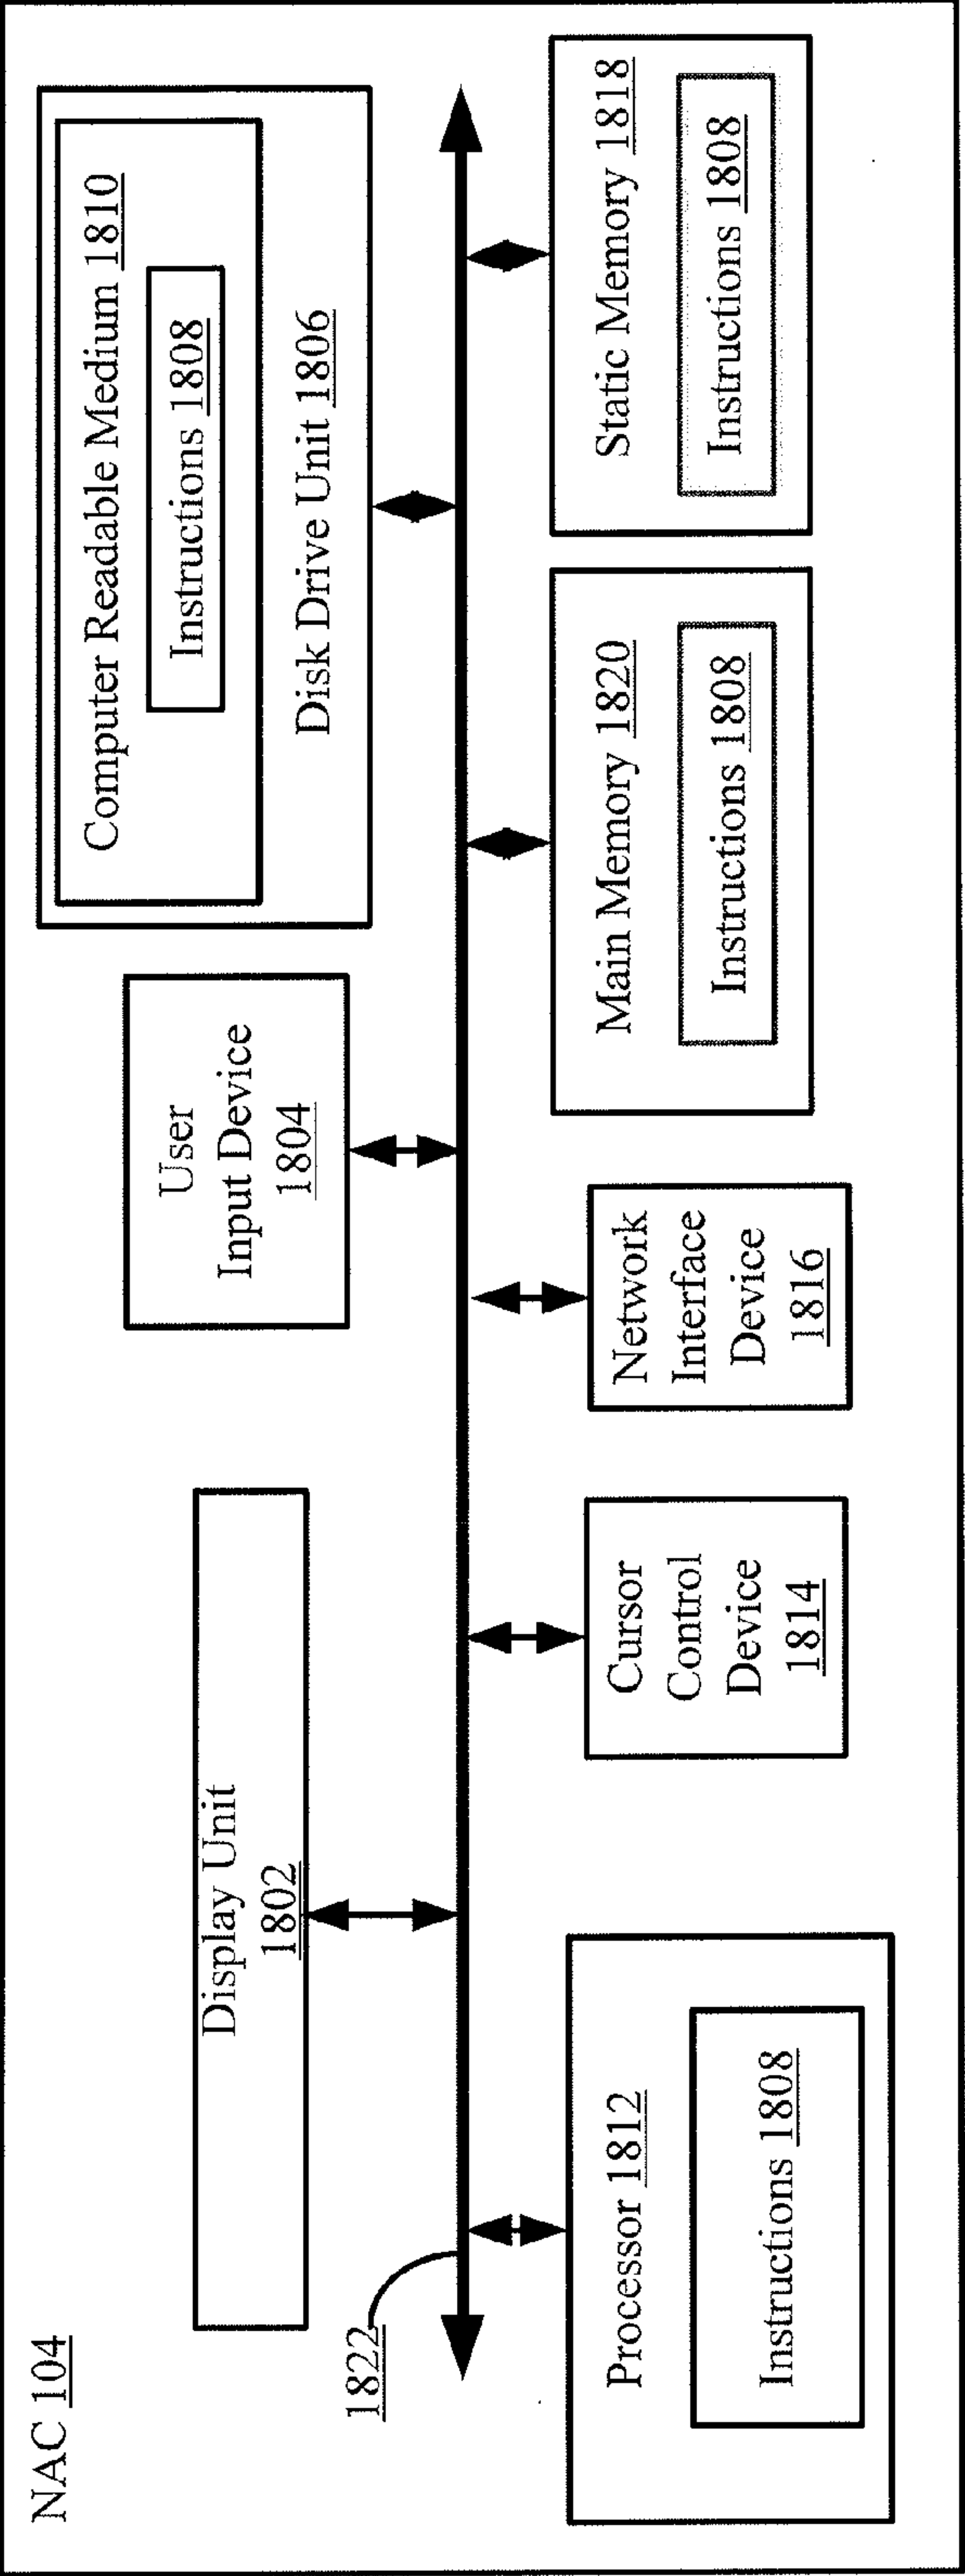 NAC 104
Display Unit
1802
User
Input Device
1804
Computer Readable Medium 1810
Instructions 1808
Disk Drive Unit 1806
1822
Processor 1812
Instructions 1808
Cursor
Control
Device
1814
Network
Interface
Device
1816
Main Memory 1820
Instructions 1808
Static Memory 1818
Instructions 1808